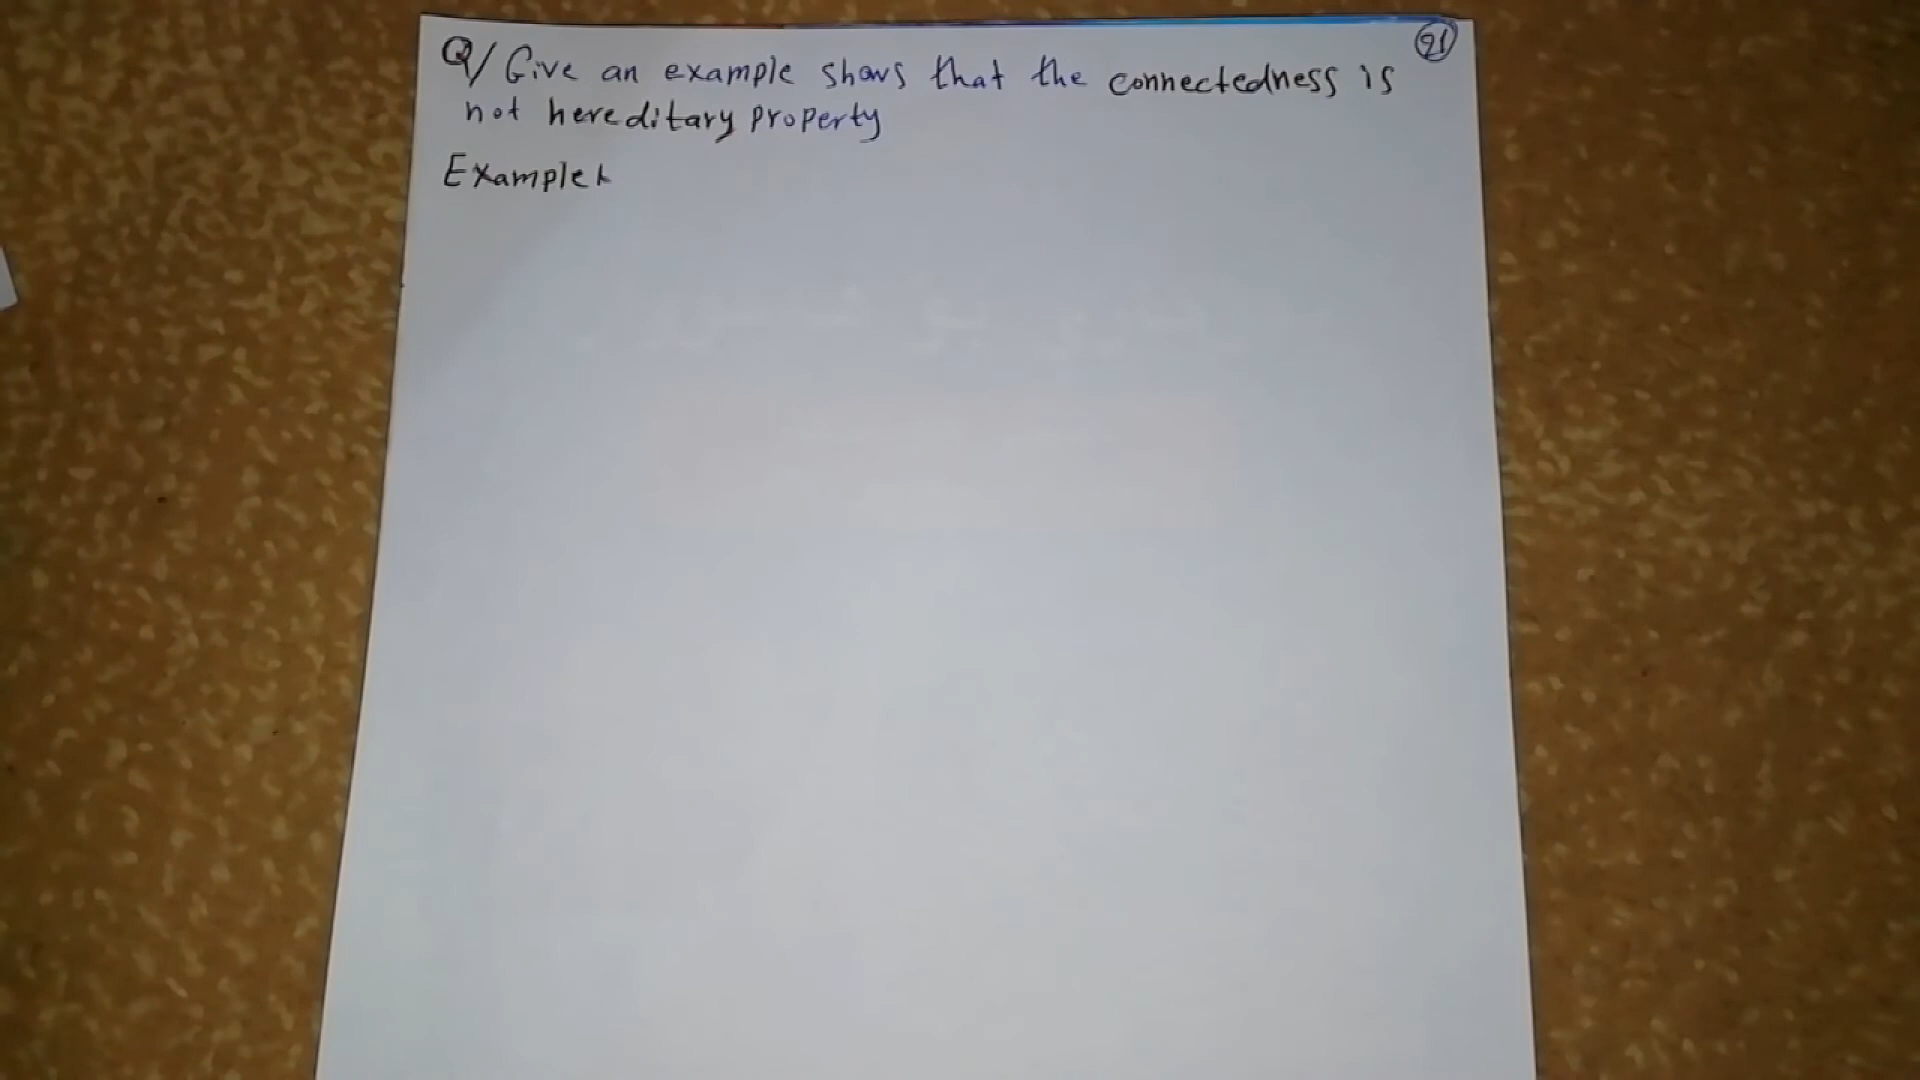 21
Q/ Give an example shows that the connectedness is
not hereditary property
Example: